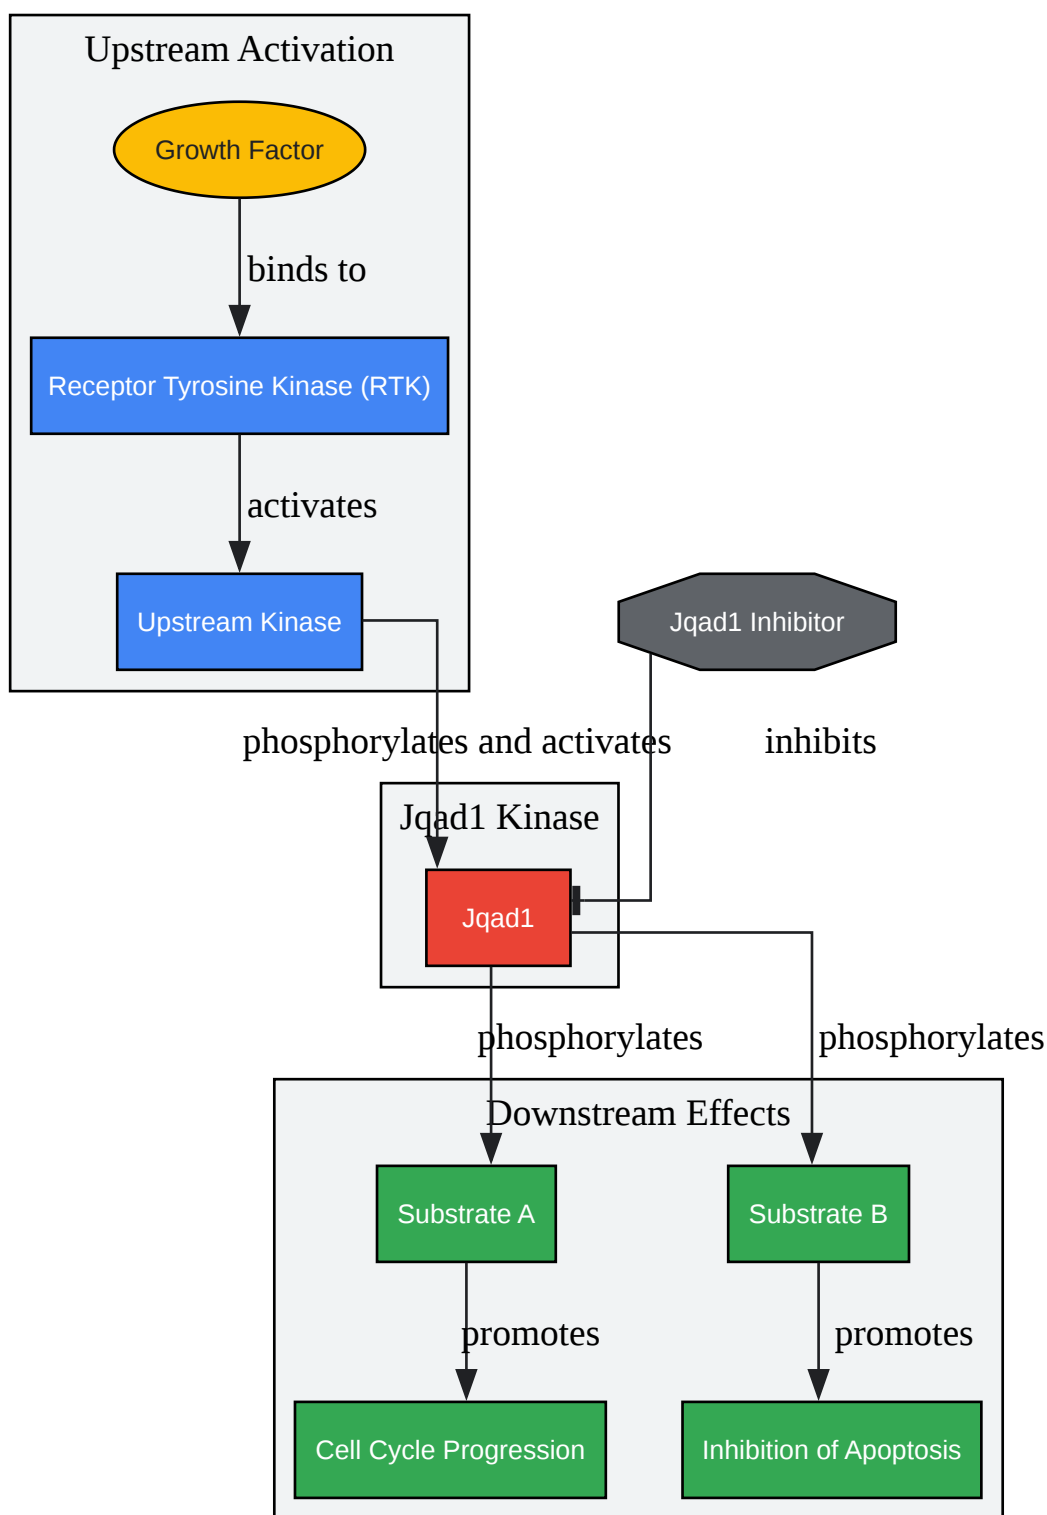 Upstream Activation
Growth Factor
binds to
Receptor Tyrosine Kinase (RTK)
activates
Upstream Kinase
Jqad1 Inhibitor
phosphorylates and activates
inhibits
Jqad1 Kinase
Jqad1
phosphorylates
phosphorylates
Downstream Effects
Substrate A
Substrate B
promotes
promotes
Cell Cycle Progression
Inhibition of Apoptosis